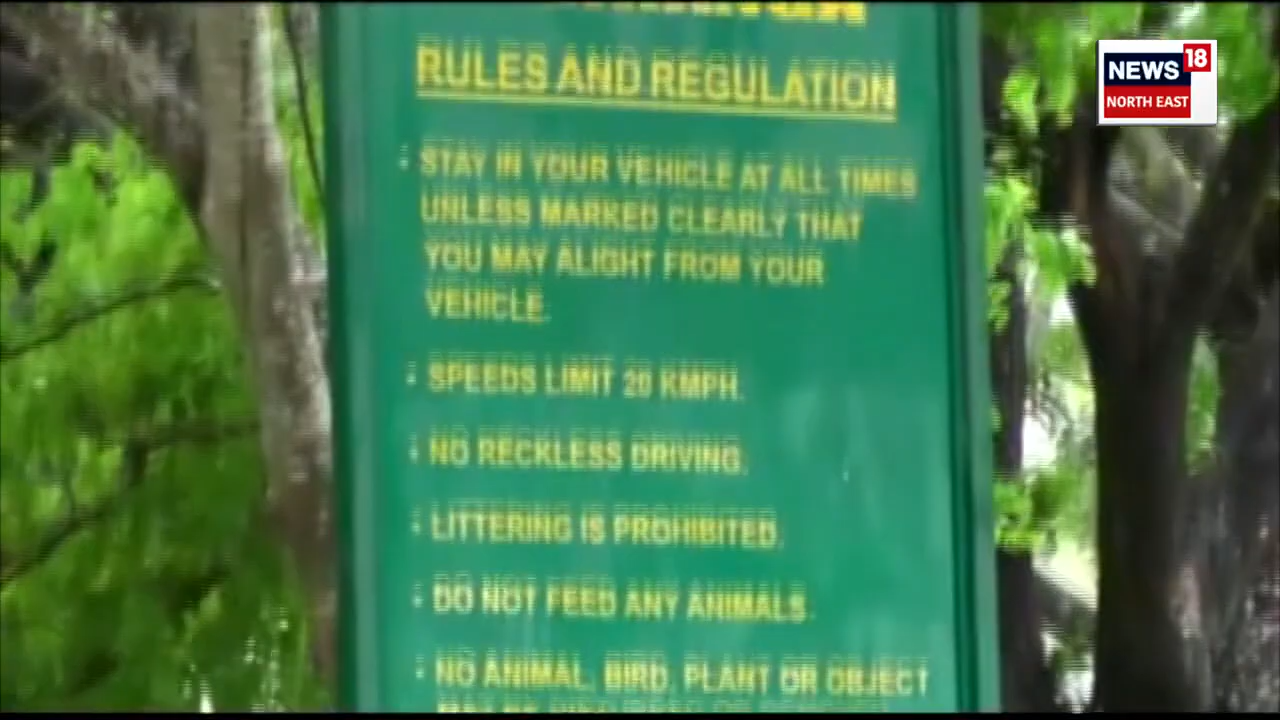 NEWS 18
NORTH EAST
RULES AND REGULATION
STAY IN YOUR VEHICLE AT ALL TIMES
UNLESS MARKED CLEARLY THAT
YOU MAY ALIGHT FROM YOUR
VEHICLE.
SPEEDS LIMIT 20 KMPH.
NO RECKLESS DRIVING.
LITTERING IS PROHIBITED.
DO NOT FEED ANY ANIMALS.
NO ANIMAL, BIRD, PLANT OR OBJECT